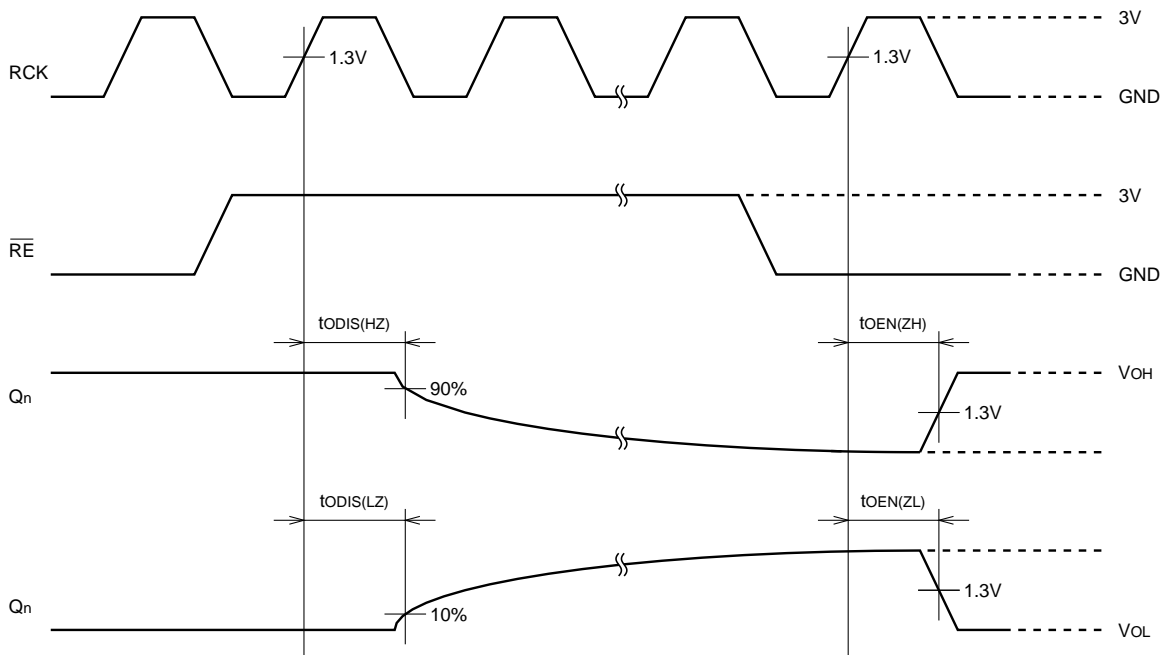 3V
1.3V
1.3V
RCK
GND
3V
RE
GND
tODIS(HZ)
tOEN(ZH)
VOH
90%
Qn
1.3V
tODIS(LZ)
tOEN(ZL)
1.3V
Qn
10%
VOL